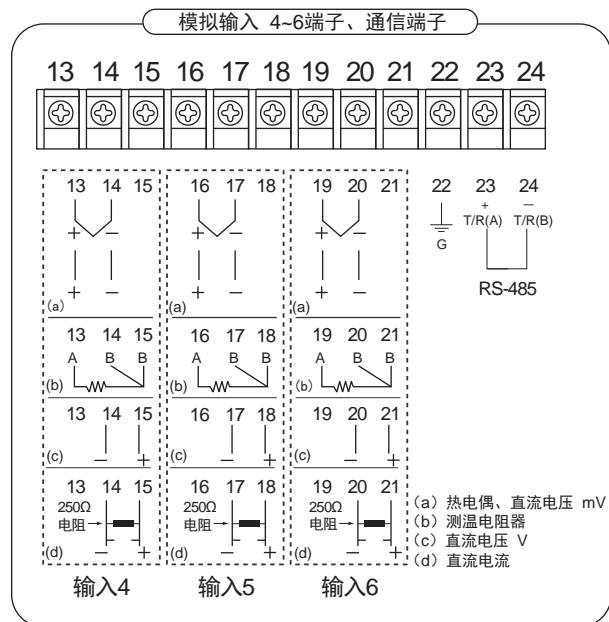 模拟输入 4~6端子、通信端子
13 14 15 16 17 18 19 20 21 22 23 24
13 14 15
+ −
+ −
(a)
13 14 15
A B B
(b)
13 14 15
− +
(c)
13 14 15
250Ω
电阻
− +
(d)
输入4
16 17 18
+ −
+ −
(a)
16 17 18
A B B
(b)
16 17 18
− +
(c)
16 17 18
250Ω
电阻
− +
(d)
输入5
19 20 21
+ −
+ −
(a)
19 20 21
A B B
(b)
19 20 21
− +
(c)
19 20 21
250Ω
电阻
− +
(d)
输入6
22 23 24
+ −
T/R(A) T/R(B)
G
RS-485
(a) 热电偶、直流电压 mV
(b) 测温电阻器
(c) 直流电压 V
(d) 直流电流